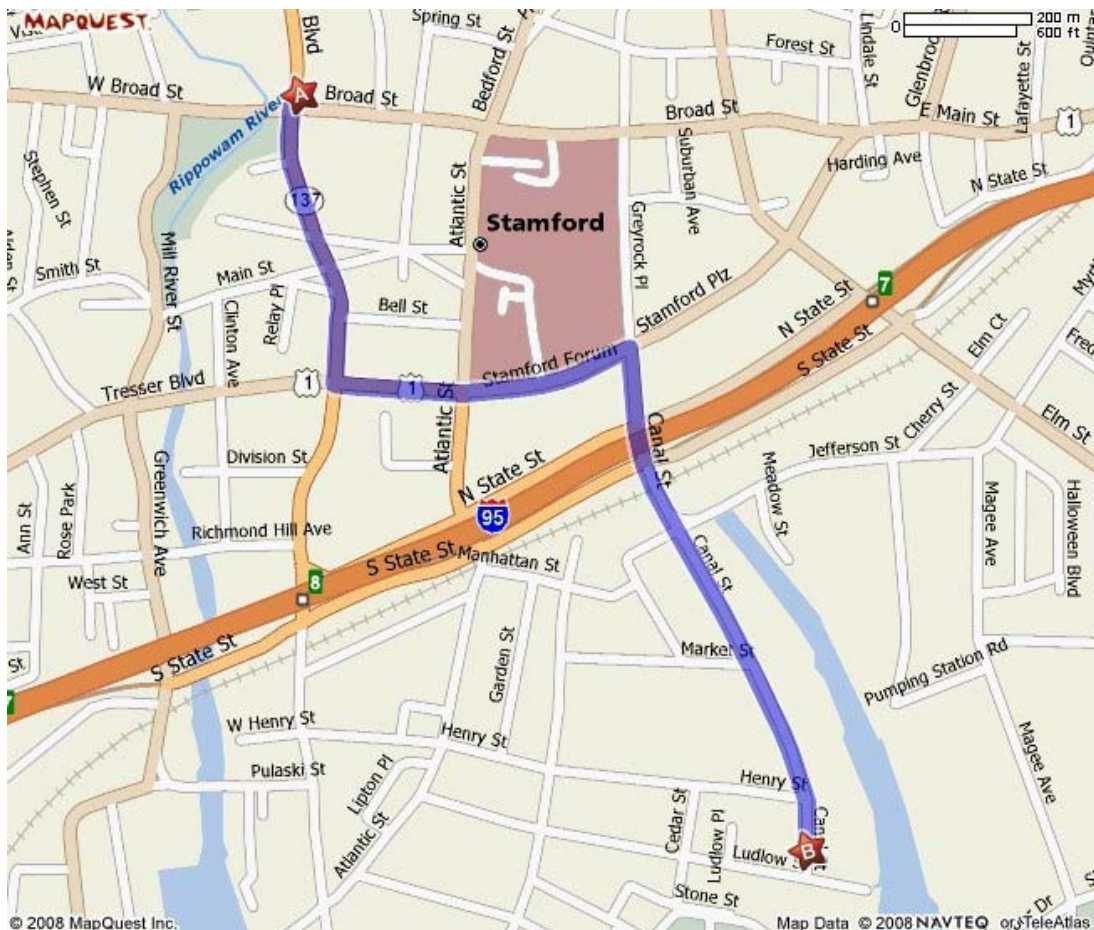 MAPQUEST.
Blvd
Spring St
Bedford St
0
200 m
600 ft
Forest St
Lindale St
Lafayette St
W Broad St
A
Broad St
Broad St
E Main St
1
Rippowam River
Stephen St
137
Atlantic St
Stamford
Suburban Ave
Greyrock Pl
Harding Ave
N State St
Smith St
Mill River St
Main St
Clinton Ave
Relay Pl
Bell St
Stamford Plz
N State St
7
S State St
Elm Ct
Tresser Blvd
1
1
Stamford Forum
Atlantic St
Canal St
Cherry St
Elm St
Jefferson St
Ann St
Rose Park
Greenwich Ave
Division St
N State St
95
Meadow St
Magee Ave
Halloween Blvd
Richmond Hill Ave
S State St
Manhattan St
Canal St
West St
8
St
S State St
Garden St
Market St
Pumping Station Rd
7
W Henry St
Henry St
Magee Ave
Pulaski St
Lipton Pl
Henry St
Atlantic St
Cedar St
Ludlow Pl
Ludlow
B
Stone St
Dr
© 2008 MapQuest Inc.
Map Data © 2008 NAVTEQ or TeleAtlas